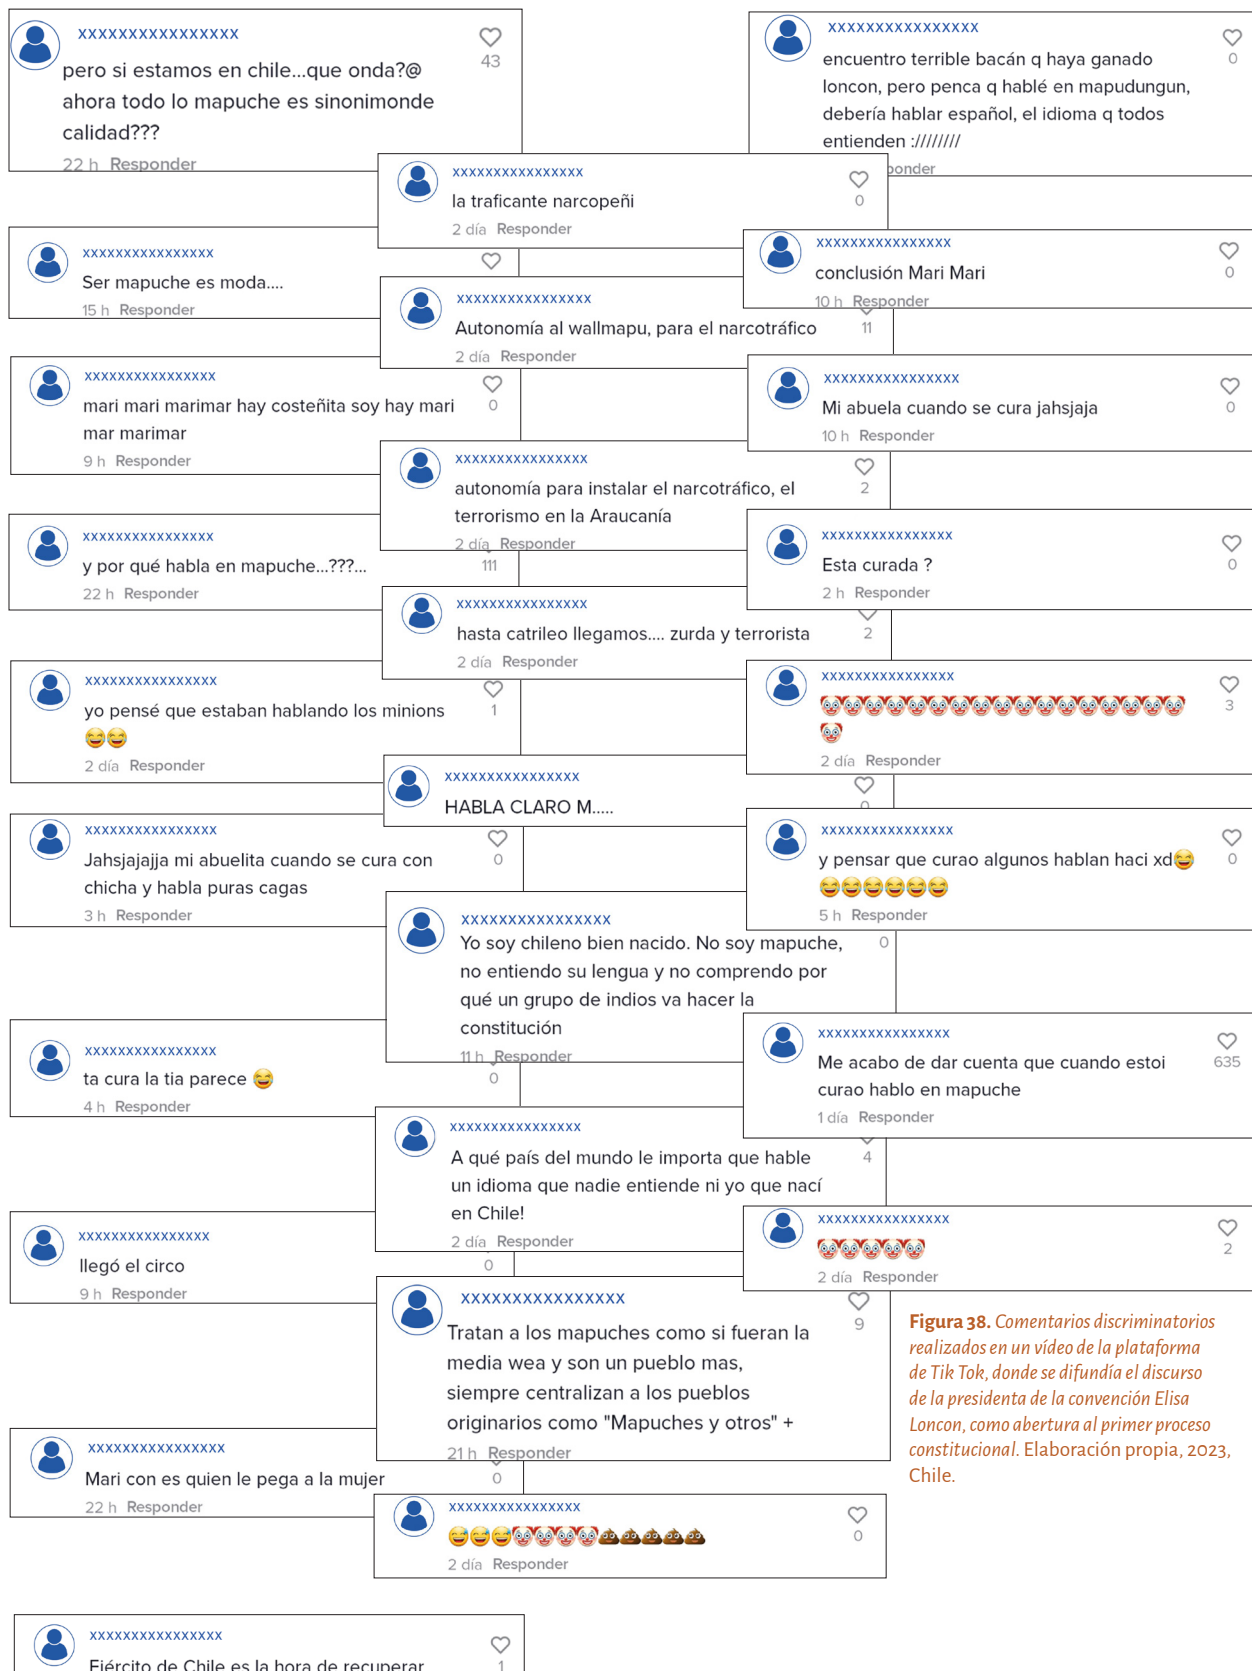 xxxxxxxxxxxxxxxx
43
pero si estamos en chile...que onda?@
ahora todo lo mapuche es sinonimonde
calidad???
22 h Responder
xxxxxxxxxxxxxxxx
Ser mapuche es moda....
15 h Responder
xxxxxxxxxxxxxxxx
mari mari marimar hay costeñita soy hay mari
mar marimar
0
9 h Responder
xxxxxxxxxxxxxxxx
y por qué habla en mapuche...???...
111
22 h Responder
xxxxxxxxxxxxxxxx
yo pensé que estaban hablando los minions
😂😂
1
2 día Responder
xxxxxxxxxxxxxxxx
Jahsjajajja mi abuelita cuando se cura con
chicha y habla puras cagas
0
3 h Responder
xxxxxxxxxxxxxxxx
ta cura la tia parece 😂
0
4 h Responder
xxxxxxxxxxxxxxxx
llegó el circo
0
9 h Responder
xxxxxxxxxxxxxxxx
Mari con es quien le pega a la mujer
0
22 h Responder
xxxxxxxxxxxxxxxx
Ejército de Chile es la hora de recuperar
1
xxxxxxxxxxxxxxxx
la traficante narcopeñi
0
2 día Responder
xxxxxxxxxxxxxxxx
Autonomía al wallmapu, para el narcotráfico
11
2 día Responder
xxxxxxxxxxxxxxxx
autonomía para instalar el narcotráfico, el
terrorismo en la Araucanía
2
2 día Responder
xxxxxxxxxxxxxxxx
hasta catrileo llegamos.... zurda y terrorista
2
2 día Responder
xxxxxxxxxxxxxxxx
HABLA CLARO M.....
0
xxxxxxxxxxxxxxxx
Yo soy chileno bien nacido. No soy mapuche,
no entiendo su lengua y no comprendo por
qué un grupo de indios va hacer la
constitución
0
11 h Responder
xxxxxxxxxxxxxxxx
A qué país del mundo le importa que hable
un idioma que nadie entiende ni yo que nací
en Chile!
4
2 día Responder
xxxxxxxxxxxxxxxx
Tratan a los mapuches como si fueran la
media wea y son un pueblo mas,
siempre centralizan a los pueblos
originarios como "Mapuches y otros" +
9
21 h Responder
xxxxxxxxxxxxxxxx
😅😅😅🤡🤡🤡🤡💩💩💩💩💩
0
2 día Responder
xxxxxxxxxxxxxxxx
encuentro terrible bacán q haya ganado
loncon, pero penca q hablé en mapudungun,
debería hablar español, el idioma q todos
entienden :////////
0
ponder
xxxxxxxxxxxxxxxx
conclusión Mari Mari
0
10 h Responder
xxxxxxxxxxxxxxxx
Mi abuela cuando se cura jahsjaja
0
10 h Responder
xxxxxxxxxxxxxxxx
Esta curada ?
0
2 h Responder
xxxxxxxxxxxxxxxx
🤡🤡🤡🤡🤡🤡🤡🤡🤡🤡🤡🤡🤡🤡🤡🤡🤡
🤡
3
2 día Responder
xxxxxxxxxxxxxxxx
y pensar que curao algunos hablan haci xd😂
😂😂😂😂😂😂
0
5 h Responder
xxxxxxxxxxxxxxxx
Me acabo de dar cuenta que cuando estoi
curao hablo en mapuche
635
1 día Responder
xxxxxxxxxxxxxxxx
🤡🤡🤡🤡🤡
2
2 día Responder
Figura 38. Comentarios discriminatorios
realizados en un vídeo de la plataforma
de Tik Tok, donde se difundía el discurso
de la presidenta de la convención Elisa
Loncon, como abertura al primer proceso
constitucional. Elaboración propia, 2023,
Chile.